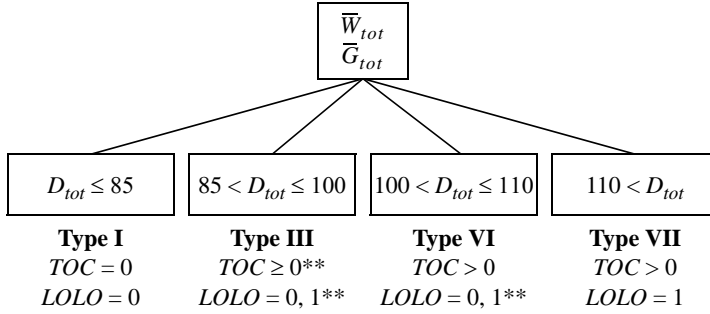 W̅tot
G̅tot
Dtot ≤ 85
85 < Dtot ≤ 100
100 < Dtot ≤ 110
110 < Dtot
Type I
Type III
Type VI
Type VII
TOC = 0
TOC ≥ 0**
TOC > 0
TOC > 0
LOLO = 0
LOLO = 0, 1**
LOLO = 0, 1**
LOLO = 1